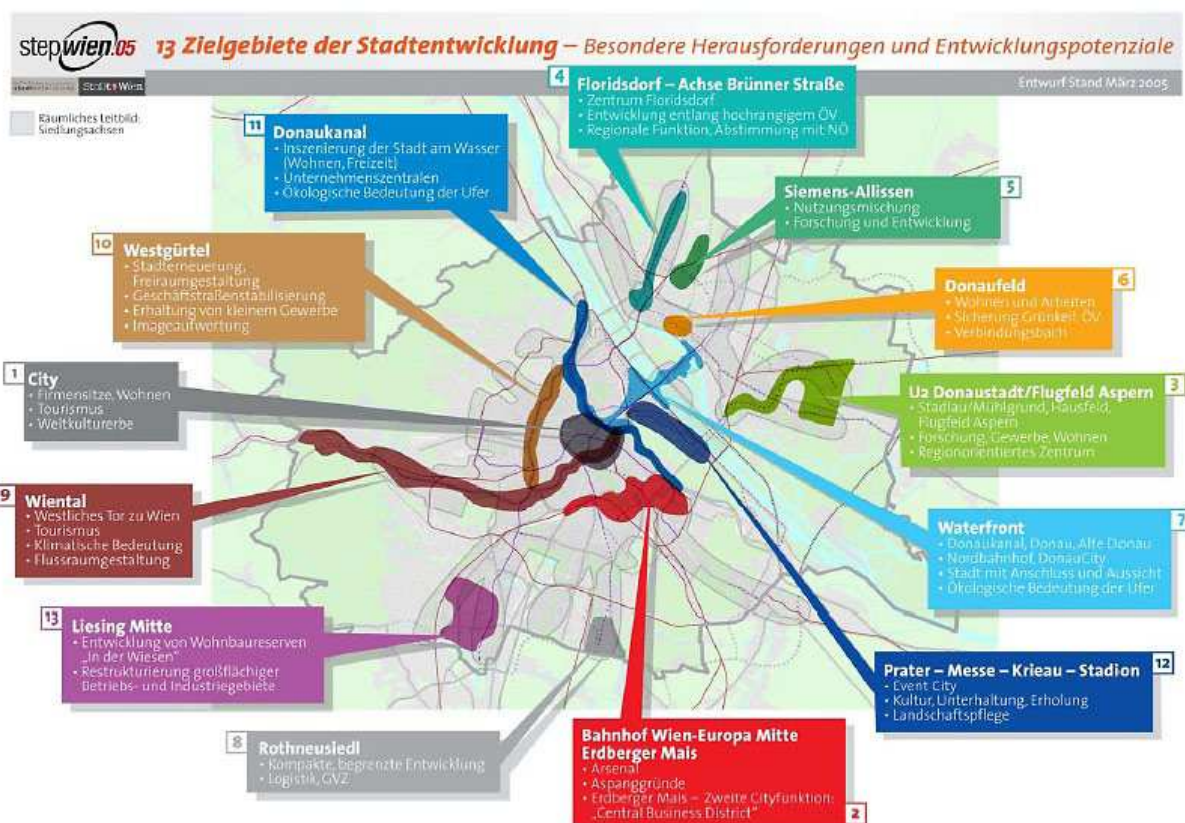 stepwien.05 13 Zielgebiete der Stadtentwicklung – Besondere Herausforderungen und Entwicklungspotenziale
Stadt Wien
Entwurf Stand März 2005
Räumliches Leitbild:
Siedlungsachsen
4
Floridsdorf – Achse Brünner Straße
• Zentrum Floridsdorf
• Entwicklung entlang hochrangigem ÖV
• Regionale Funktion, Abstimmung mit NÖ
11
Donaukanal
• Inszenierung der Stadt am Wasser
(Wohnen, Freizeit)
• Unternehmenszentralen
• Ökologische Bedeutung der Ufer
5
Siemens-Allissen
• Nutzungsmischung
• Forschung und Entwicklung
10
Westgürtel
• Stadterneuerung,
Freiraumgestaltung
• Geschäftstraßenstabilisierung
• Erhaltung von kleinem Gewerbe
• Imageaufwertung
6
Donaufeld
• Wohnen und Arbeiten
• Sicherung Grünkeil ÖV
• Verbindungsbach
1
City
• Firmensitze, Wohnen
• Tourismus
• Weltkulturerbe
3
U2 Donaustadt/Flugfeld Aspern
• Stadlau/Mühlgrund, Hausfeld,
Flugfeld Aspern
• Forschung, Gewerbe, Wohnen
• Regionorientiertes Zentrum
9
Wiental
• Westliches Tor zu Wien
• Tourismus
• Klimatische Bedeutung
• Flussraumgestaltung
7
Waterfront
• Donaukanal, Donau, Alte Donau
• Nordbahnhof, DonauCity
• Stadt mit Anschluss und Aussicht
• Ökologische Bedeutung der Ufer
13
Liesing Mitte
• Entwicklung von Wohnbaureserven
„In der Wiesen"
• Restrukturierung großflächiger
Betriebs- und Industriegebiete
12
Prater – Messe – Krieau – Stadion
• Event City
• Kultur, Unterhaltung, Erholung
• Landschaftspflege
8
Rothneusiedl
• Kompakte, begrenzte Entwicklung
• Logistik, GVZ
Bahnhof Wien-Europa Mitte
Erdberger Mais
• Arsenal
• Aspanggründe
• Erdberger Mais – Zweite Cityfunktion:
„Central Business District"
2